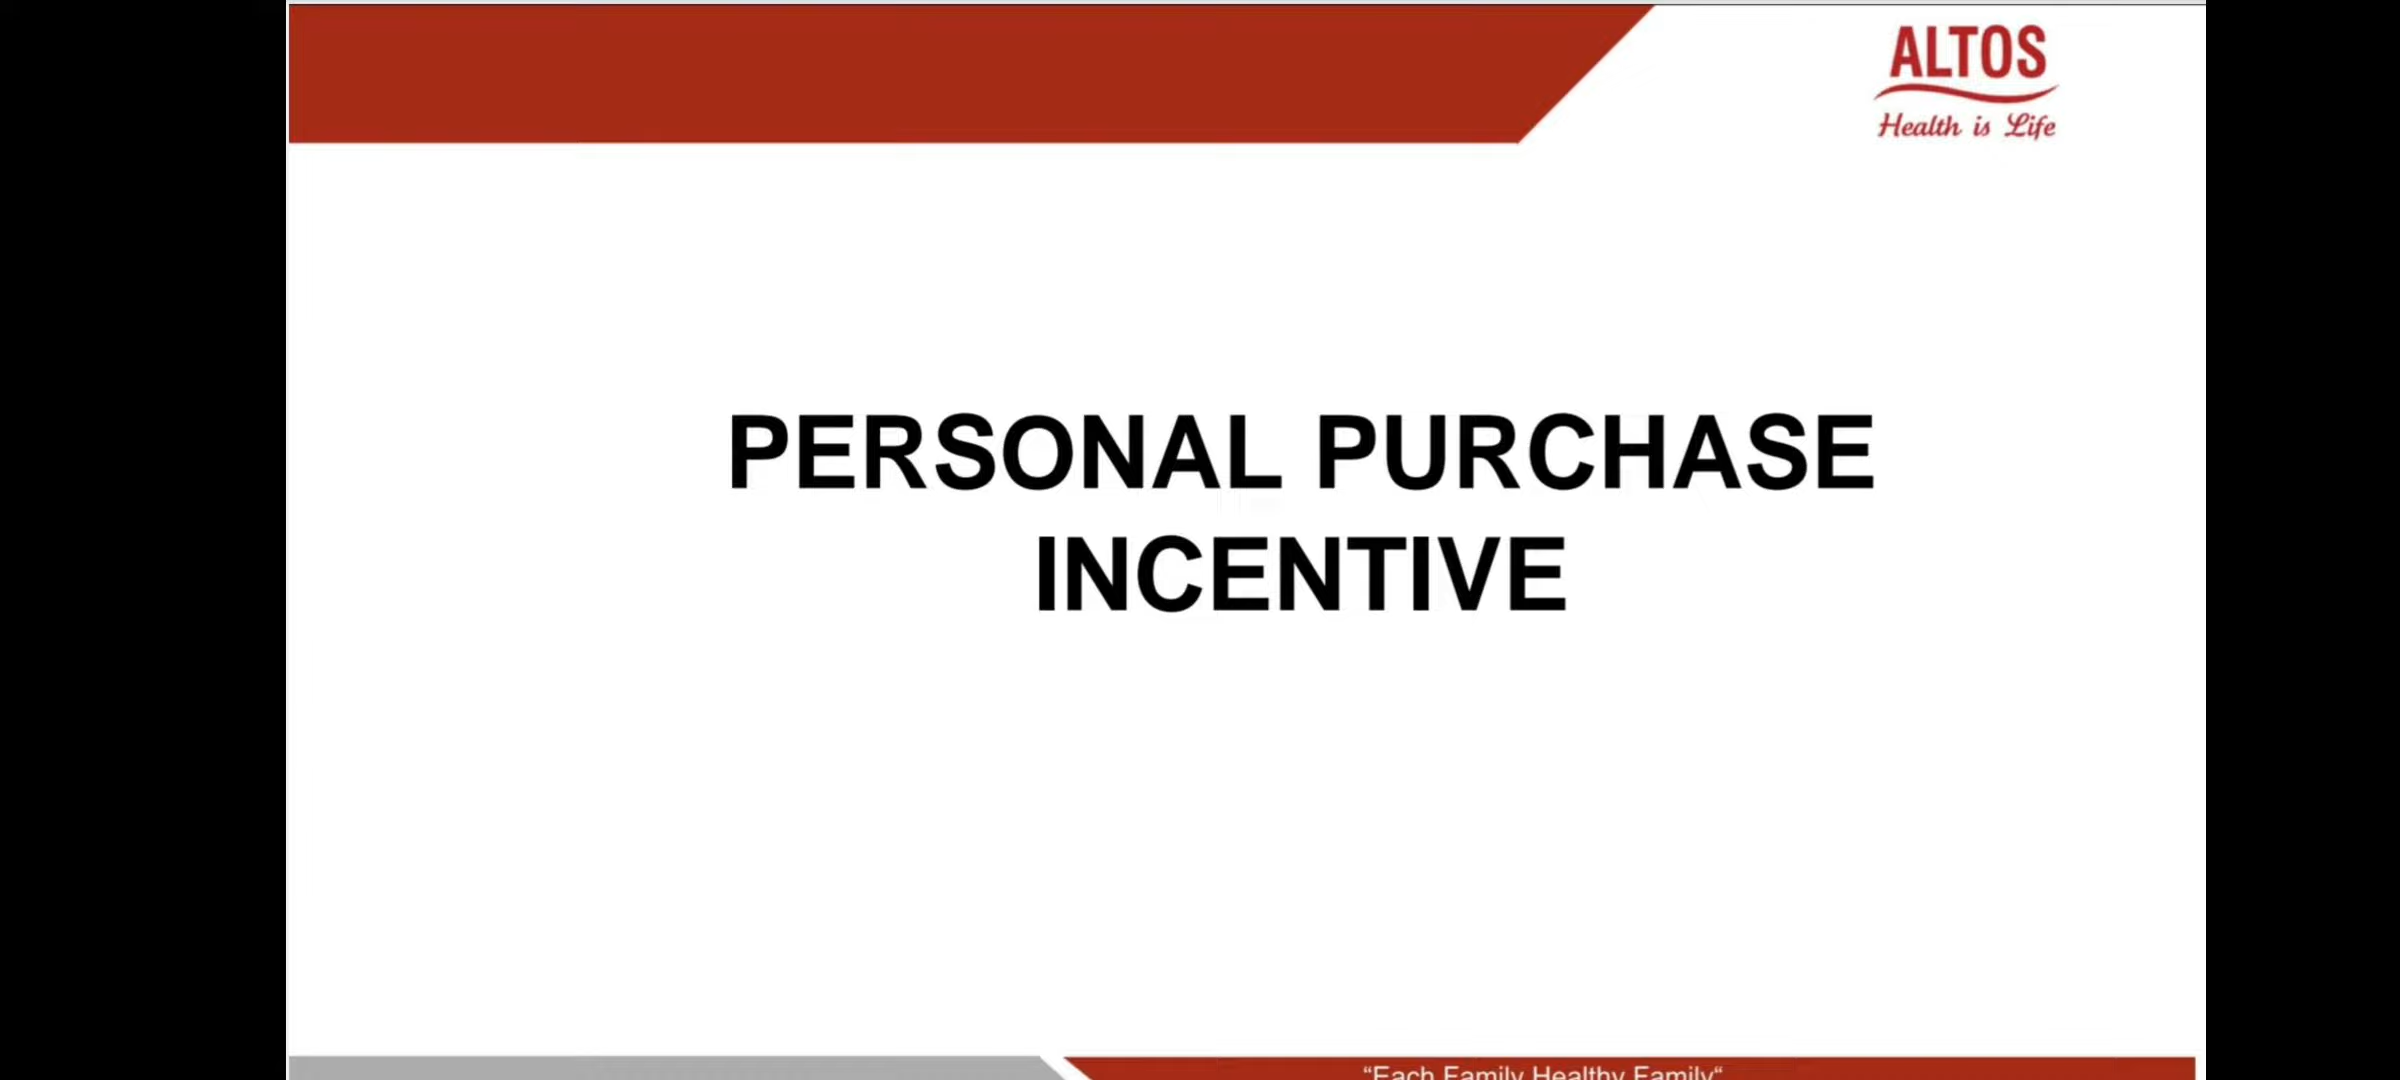 ALTOS
Health is Life
PERSONAL PURCHASE
INCENTIVE
“Each Family Healthy Family“